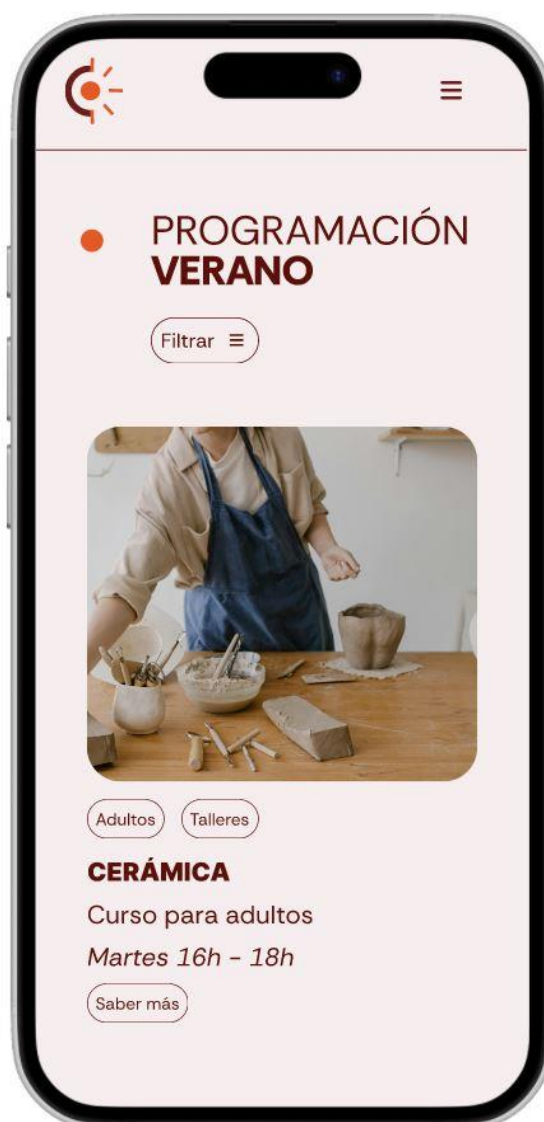 PROGRAMACIÓN
VERANO
Filtrar
Adultos Talleres
CERÁMICA
Curso para adultos
Martes 16h - 18h
Saber más